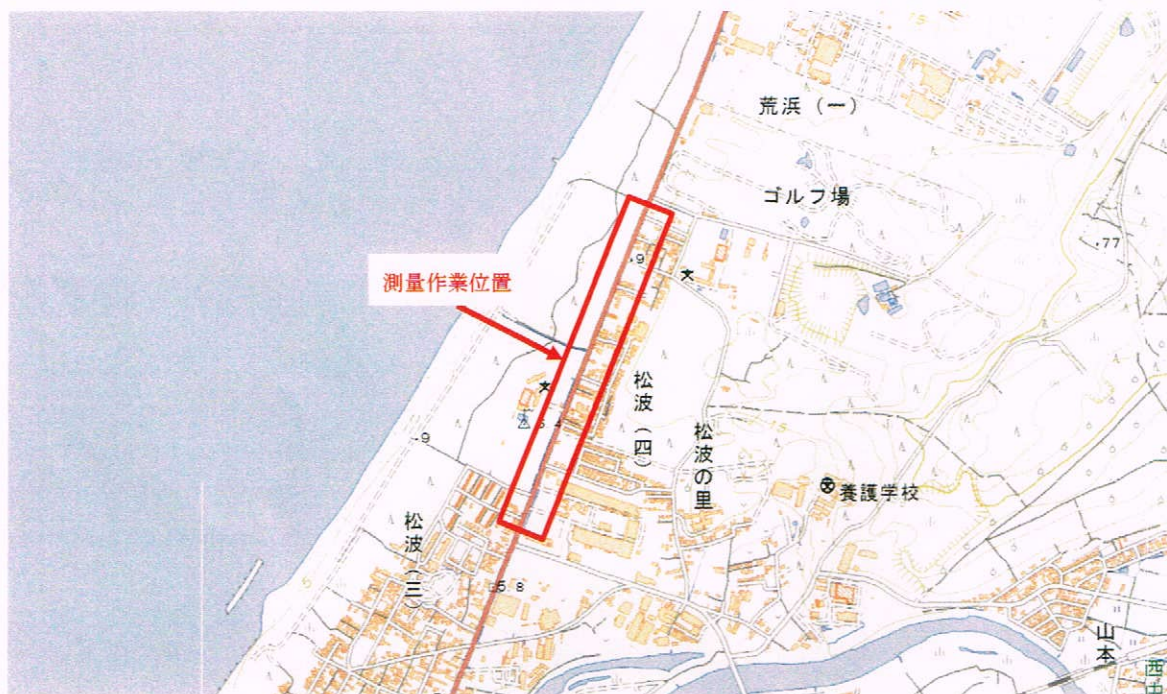 荒浜（一）
ゴルフ場
.77
.9
測量作業位置
松波（四）
松波の里
.9
養護学校
松波（三）
5.8
山本